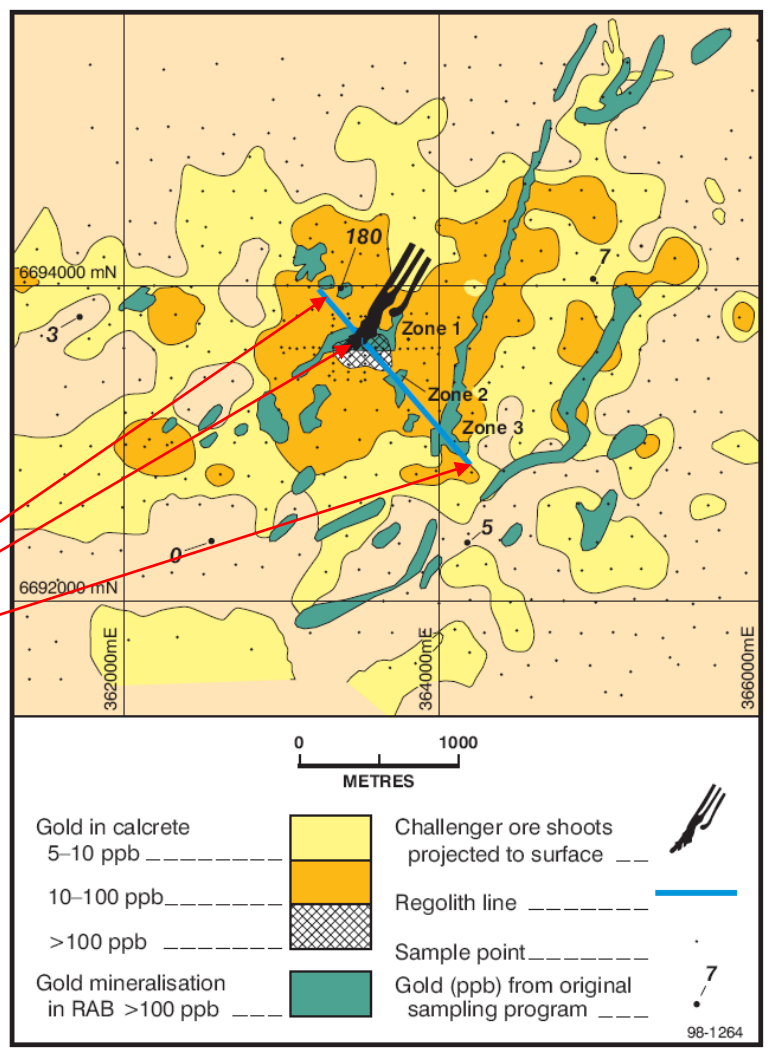 180
7
6694000 mN
3
Zone 1
Zone 2
Zone 3
5
0
6692000 mN
362000mE
364000mE
366000mE
0 1000
METRES
Gold in calcrete
5–10 ppb
10–100 ppb
>100 ppb
Gold mineralisation
in RAB >100 ppb
Challenger ore shoots
projected to surface
Regolith line
Sample point
Gold (ppb) from original
sampling program
7
98-1264